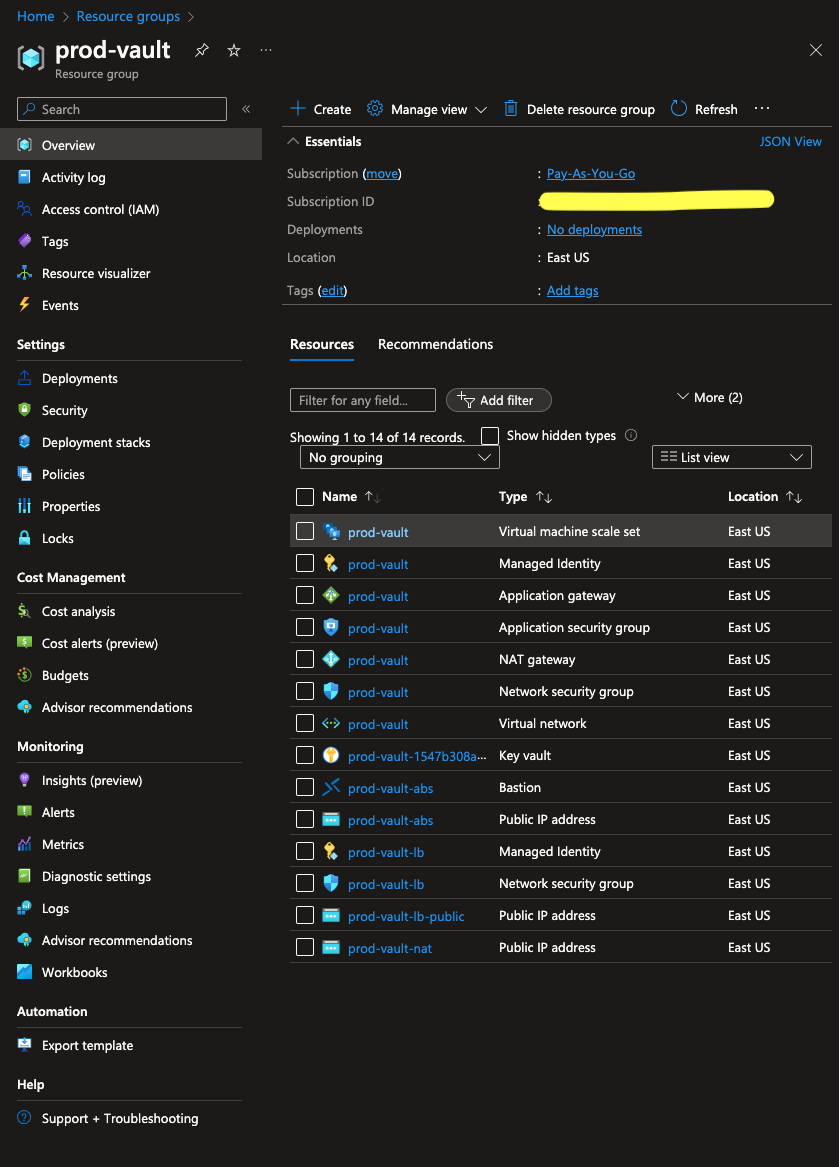 Home > Resource groups >
prod-vault
Resource group
Search
Overview
Activity log
Access control (IAM)
Tags
Resource visualizer
Events
Settings
Deployments
Security
Deployment stacks
Policies
Properties
Locks
Cost Management
Cost analysis
Cost alerts (preview)
Budgets
Advisor recommendations
Monitoring
Insights (preview)
Alerts
Metrics
Diagnostic settings
Logs
Advisor recommendations
Workbooks
Automation
Export template
Help
Support + Troubleshooting
Create Manage view Delete resource group Refresh ...
Essentials JSON View
Subscription (move) : Pay-As-You-Go
Subscription ID :
Deployments : No deployments
Location : East US
Tags (edit) : Add tags
Resources Recommendations
Filter for any field... Add filter More (2)
Showing 1 to 14 of 14 records. Show hidden types
No grouping List view
Name Type Location
prod-vault Virtual machine scale set East US
prod-vault Managed Identity East US
prod-vault Application gateway East US
prod-vault Application security group East US
prod-vault NAT gateway East US
prod-vault Network security group East US
prod-vault Virtual network East US
prod-vault-1547b308a... Key vault East US
prod-vault-abs Bastion East US
prod-vault-abs Public IP address East US
prod-vault-lb Managed Identity East US
prod-vault-lb Network security group East US
prod-vault-lb-public Public IP address East US
prod-vault-nat Public IP address East US